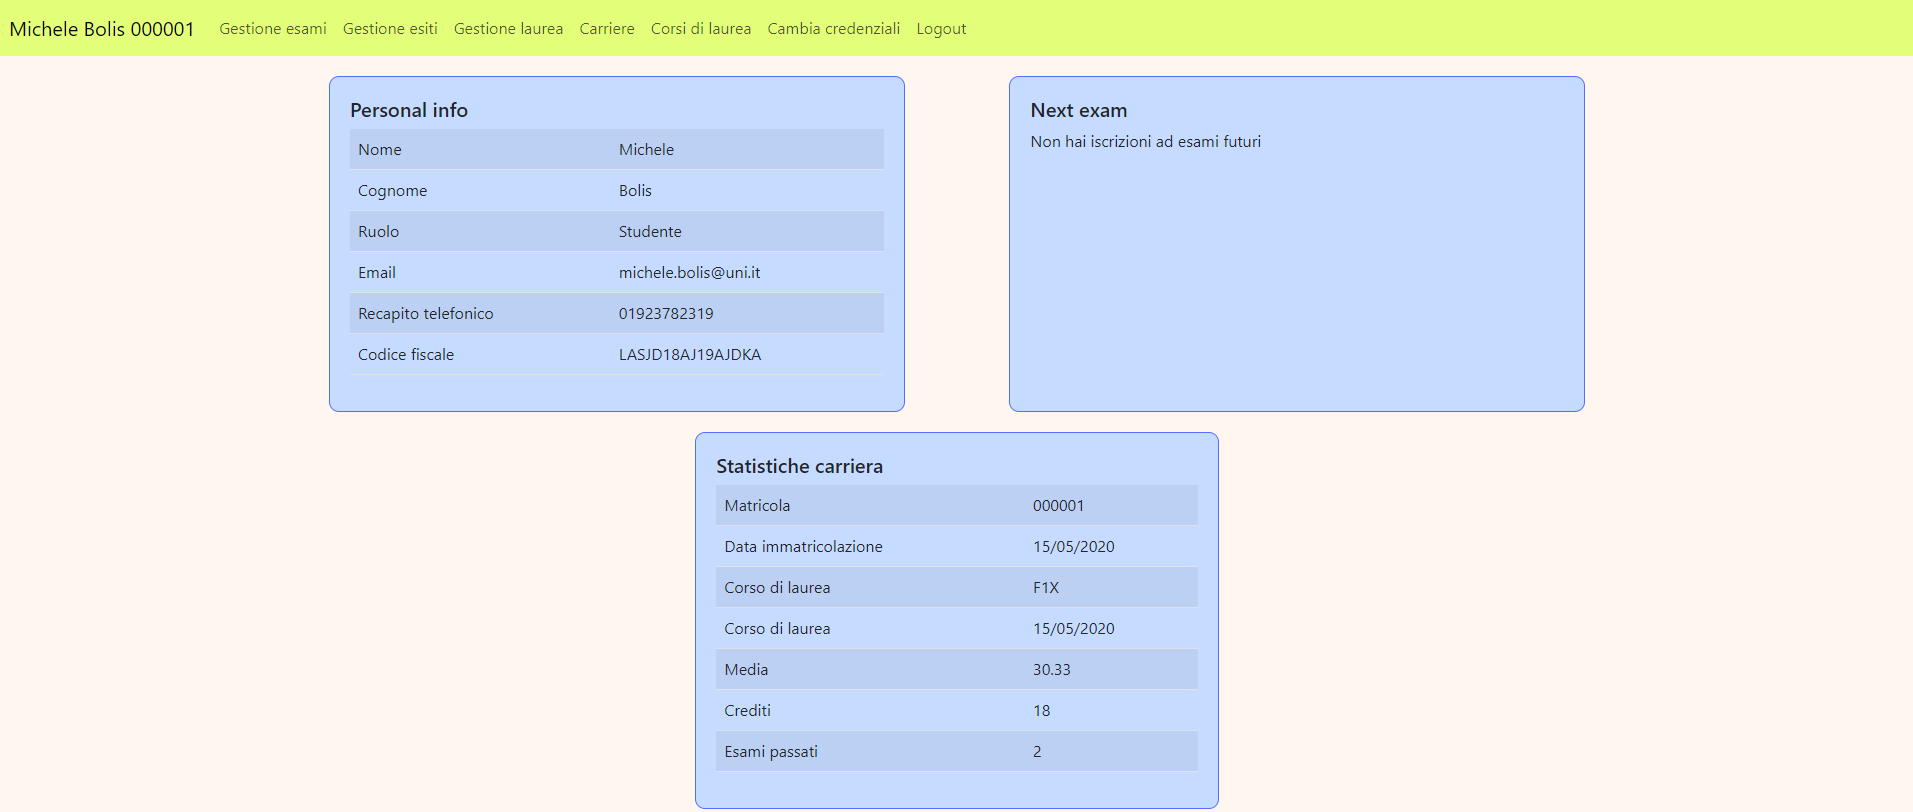 Michele Bolis 000001 Gestione esami Gestione esiti Gestione laurea Carriere Corsi di laurea Cambia credenziali Logout
Personal info
Nome Michele
Cognome Bolis
Ruolo Studente
Email michele.bolis@uni.it
Recapito telefonico 01923782319
Codice fiscale LASJD18AJ19AJDKA
Next exam
Non hai iscrizioni ad esami futuri
Statistiche carriera
Matricola 000001
Data immatricolazione 15/05/2020
Corso di laurea F1X
Corso di laurea 15/05/2020
Media 30.33
Crediti 18
Esami passati 2